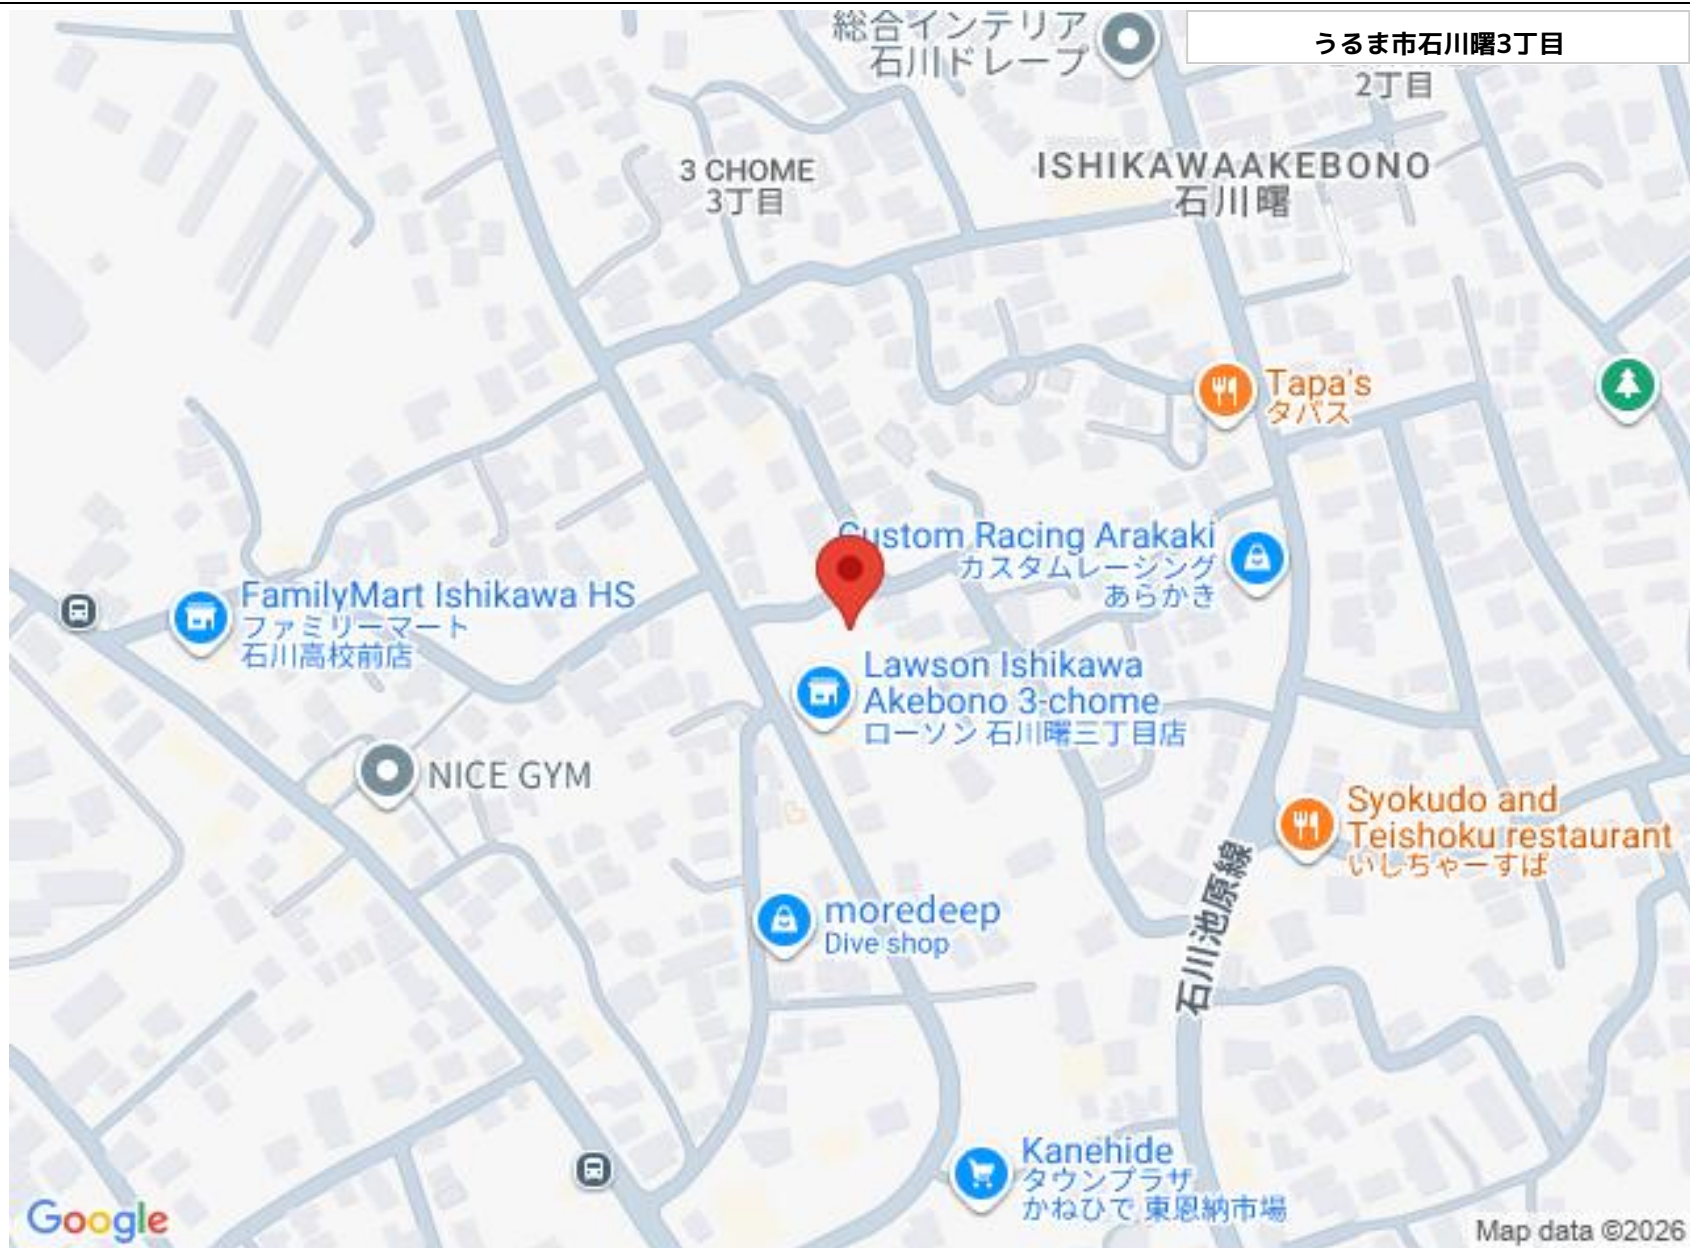 総合インテリア
石川ドレープ
うるま市石川曙3丁目
2丁目
3 CHOME
3丁目
ISHIKAWAAKEBONO
石川曙
Tapa's
タパス
Custom Racing Arakaki
カスタムレーシング
あらかき
FamilyMart Ishikawa HS
ファミリーマート
石川高校前店
Lawson Ishikawa
Akebono 3-chome
ローソン 石川曙三丁目店
NICE GYM
Syokudo and
Teishoku restaurant
いしちゃーすば
石川池原線
moredeep
Dive shop
Kanehide
タウンプラザ
かねひで 東恩納市場
Google
Map data ©2026